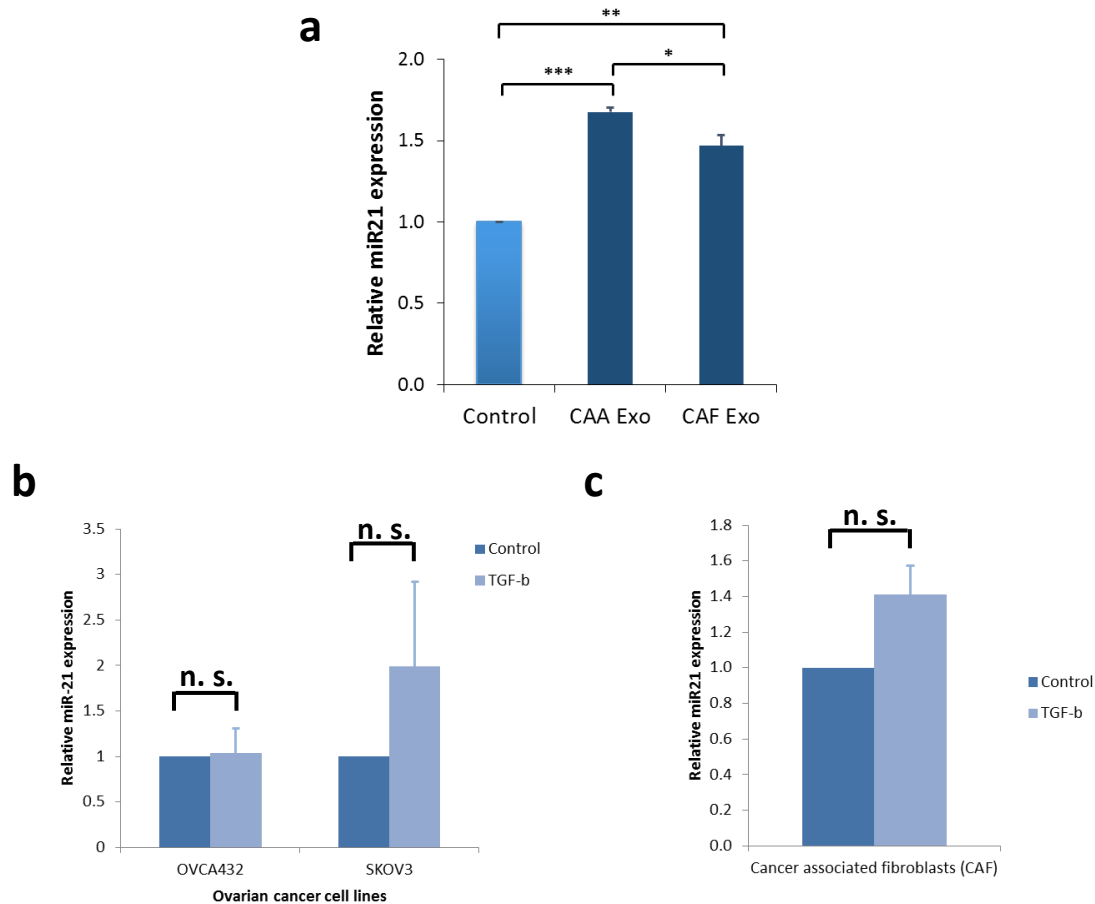 a
**
***
*
2.0
1.5
1.0
0.5
0.0
Relative miR21 expression
Control
CAA Exo
CAF Exo
b
3.5
3
2.5
2
1.5
1
0.5
0
Relative miR-21 expression
n. s.
n. s.
Control
TGF-b
OVCA432
SKOV3
Ovarian cancer cell lines
c
1.8
1.6
1.4
1.2
1.0
0.8
0.6
0.4
0.2
0.0
Relative miR21 expression
n. s.
Control
TGF-b
Cancer associated fibroblasts (CAF)